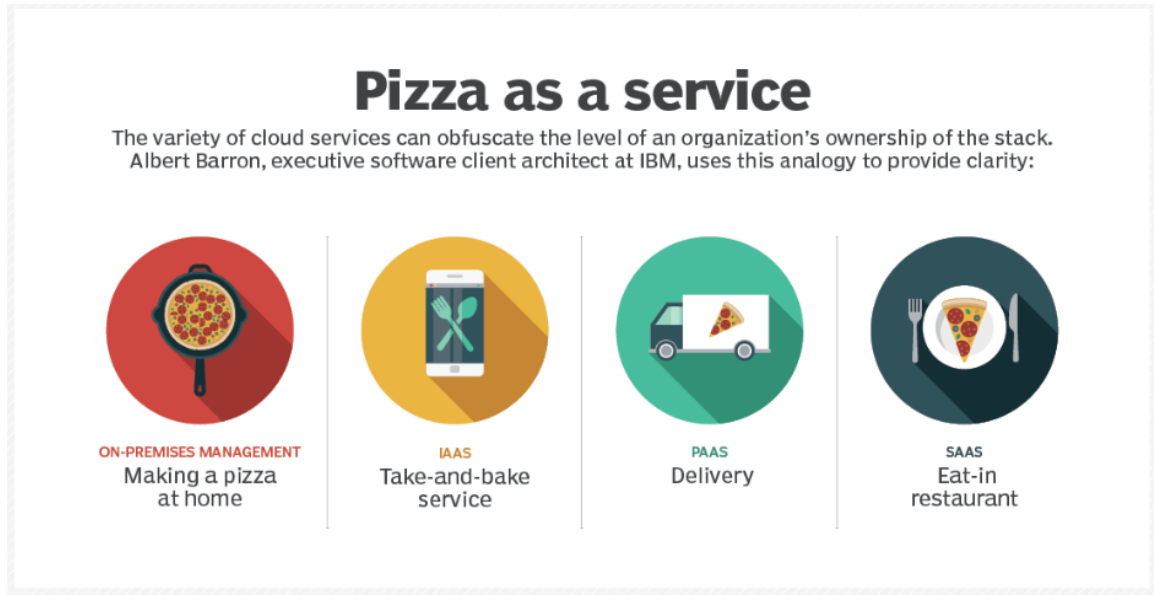 Pizza as a service
The variety of cloud services can obfuscate the level of an organization’s ownership of the stack.
Albert Barron, executive software client architect at IBM, uses this analogy to provide clarity:
ON-PREMISES MANAGEMENT
Making a pizza
at home
IAAS
Take-and-bake
service
PAAS
Delivery
SAAS
Eat-in
restaurant